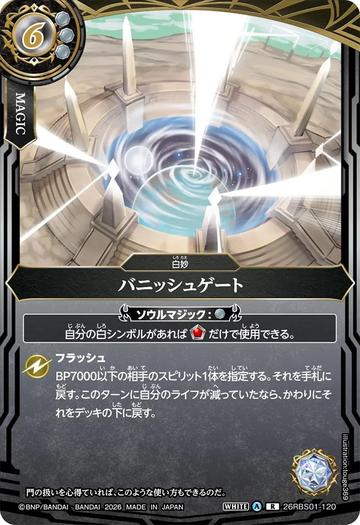 6
MAGIC
しろ たえ
白妙
バニッシュゲート
ソウルマジック:
自分の白シンボルがあれば だけで使用できる。
フラッシュ
BP7000以下の相手のスピリット1体を指定する。それを手札に
戻す。このターンに自分のライフが減っていたなら、かわりにそ
れをデッキの下に戻す。
門の扱いを心得ていれば、このような使い方もできるのだ。
©BNP/BANDAI ©BANDAI 2026 MADE IN JAPAN
WHITE A R 26RBS01-120
illustration:touge369